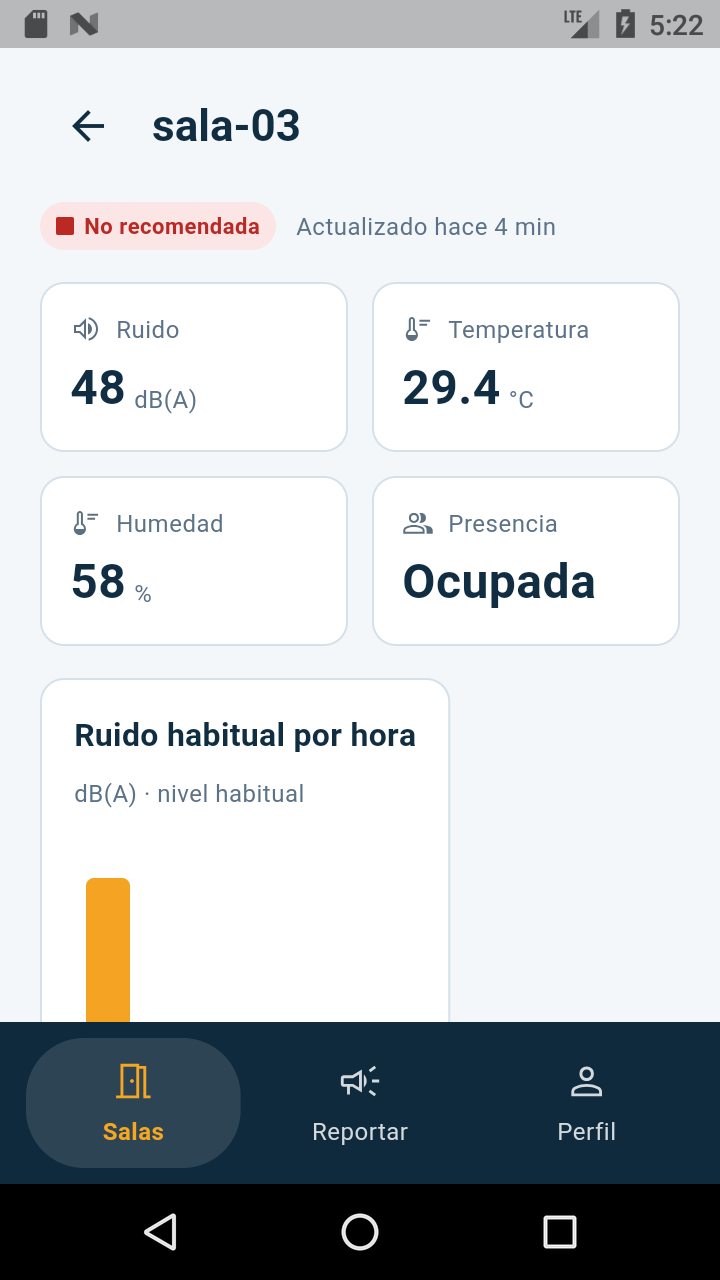 LTE 5:22
sala-03
No recomendada Actualizado hace 4 min
Ruido
48 dB(A)
Temperatura
29.4 °C
Humedad
58 %
Presencia
Ocupada
Ruido habitual por hora
dB(A) · nivel habitual
Salas Reportar Perfil